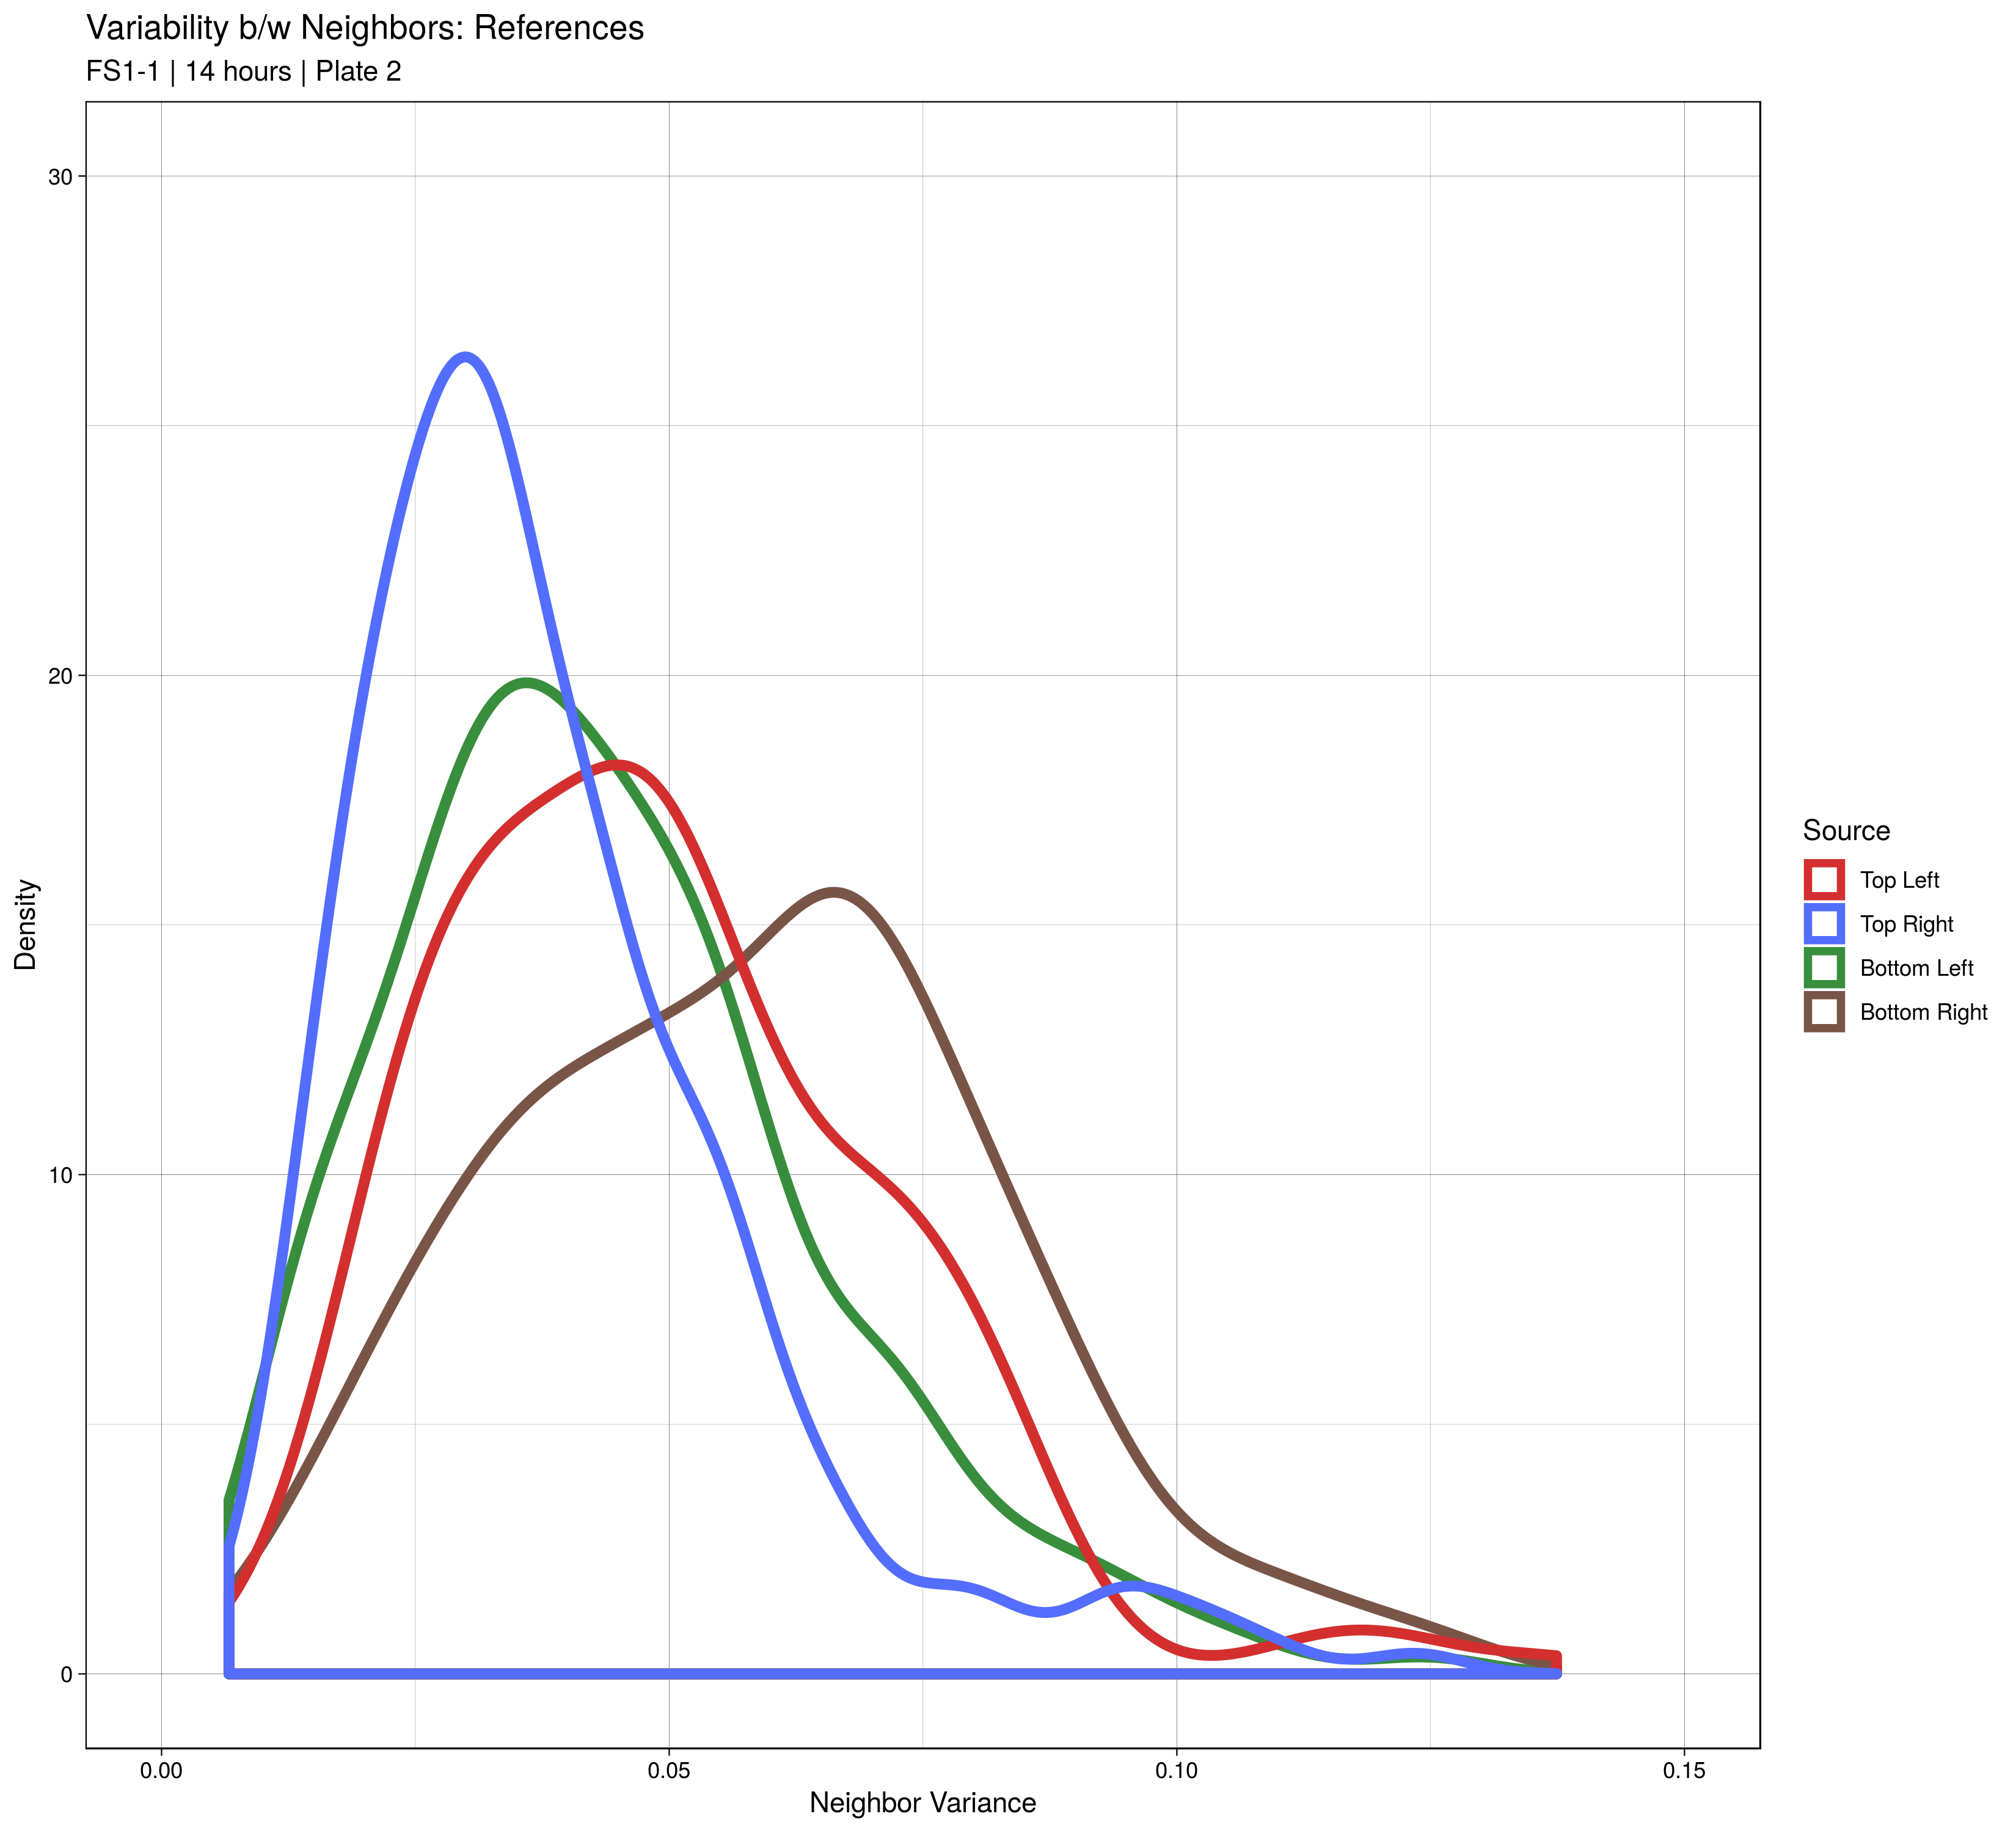 Variability b/w Neighbors: References
FS1-1 | 14 hours | Plate 2
30
20
10
0
Density
0.00
0.05
0.10
0.15
Neighbor Variance
Source
Top Left
Top Right
Bottom Left
Bottom Right